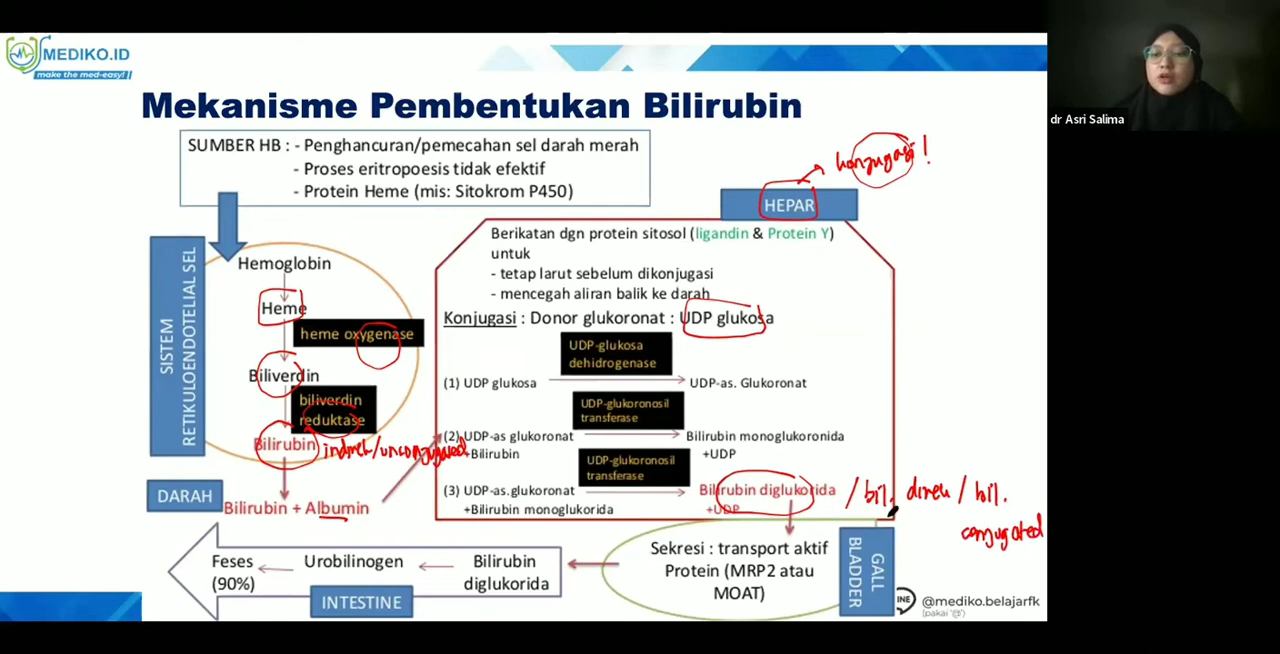 MEDIKO.ID
make the med-easy!
dr Asri Salima
Mekanisme Pembentukan Bilirubin
SUMBER HB : - Penghancuran/pemecahan sel darah merah
- Proses eritropoesis tidak efektif
- Protein Heme (mis: Sitokrom P450)
konjugasi!
HEPAR
SISTEM
RETIKULOENDOTELIAL SEL
Hemoglobin
Heme
heme oxygenase
Biliverdin
biliverdin
reduktase
Bilirubin
indirek/unconjugated
DARAH
Bilirubin + Albumin
Berikatan dgn protein sitosol (ligandin & Protein Y)
untuk
- tetap larut sebelum dikonjugasi
- mencegah aliran balik ke darah
Konjugasi : Donor glukoronat : UDP glukosa
UDP-glukosa
dehidrogenase
(1) UDP glukosa
UDP-as. Glukoronat
UDP-glukoronosil
transferase
(2) UDP-as glukoronat
+Bilirubin
Bilirubin monoglukoronida
+UDP
UDP-glukoronosil
transferase
(3) UDP-as.glukoronat
+Bilirubin monoglukorida
Bilirubin diglukorida
+UDP
/ bil. direk / bil.
conjugated
Sekresi : transport aktif
Protein (MRP2 atau
MOAT)
GALL
BLADDER
Bilirubin
diglukorida
Urobilinogen
Feses
(90%)
INTESTINE
INE
@mediko.belajarfk
(pakai '@')